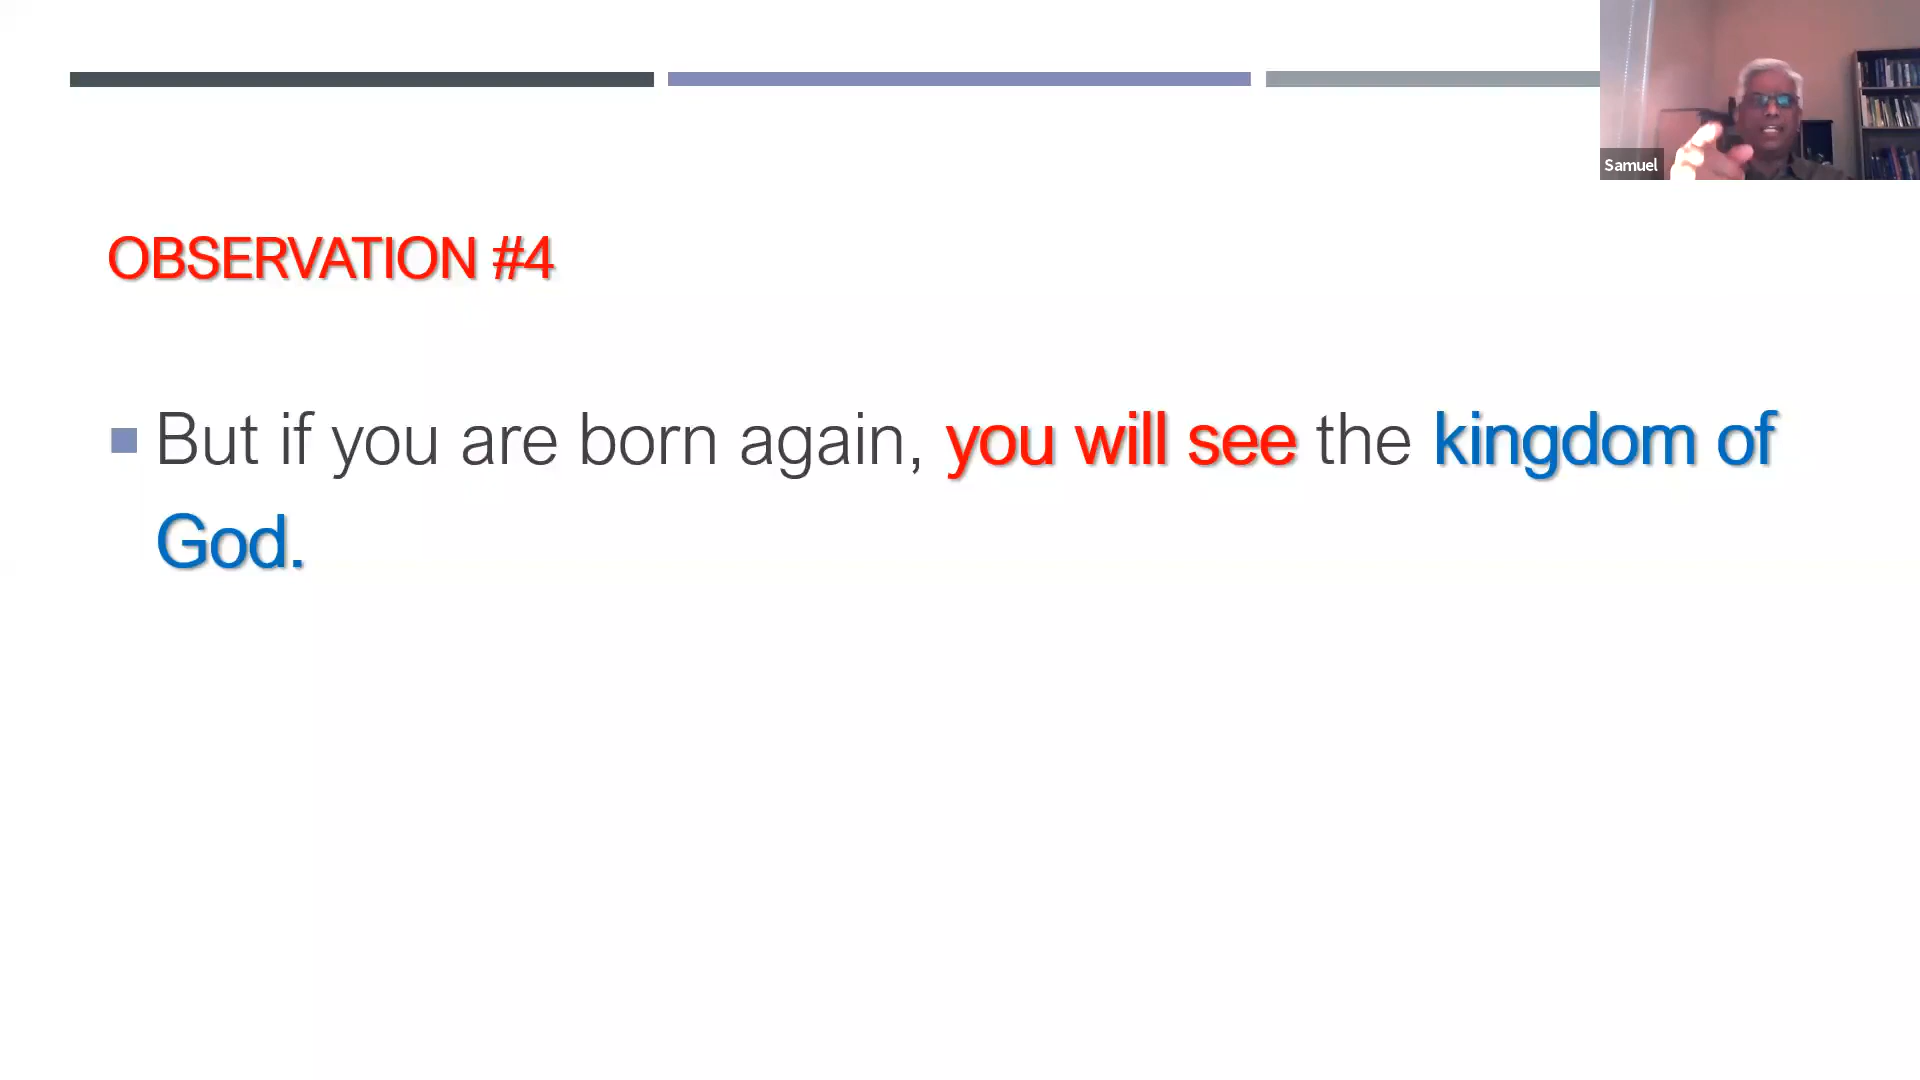 Samuel
OBSERVATION #4
But if you are born again, you will see the kingdom of
God.